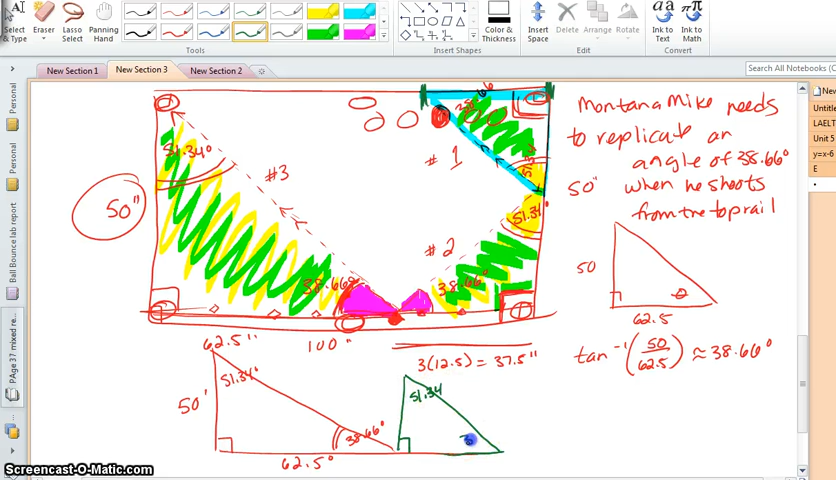 Select
& Type
Eraser
Lasso
Select
Panning
Hand
Color &
Thickness
Insert
Space
Delete
Arrange
Rotate
Ink to
Text
Ink to
Math
Tools
Insert Shapes
Edit
Convert
New Section 1
New Section 3
New Section 2
Search All Notebooks
Personal
Personal
Ball Bounce lab report
PAge 37 mixed re
New
Untitle
LAELT
Unit 5
y=x-6
E
Montana Mike needs
to replicate an
angle of 38.66°
when he shoots
from the top rail
51.34°
#3
# 1
# 2
51.34°
50"
50"
38.66°
38.66°
62.5"
100"
3(12.5) = 37.5"
50
62.5
θ
tan⁻¹(50/62.5) ≈ 38.66°
50'
51.34°
38.66°
62.5°
51.34
3
Screencast-O-Matic.com